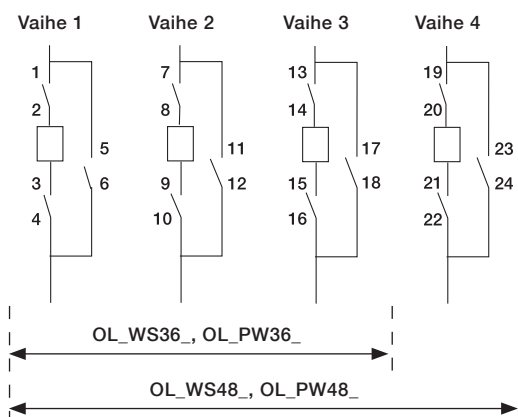 Vaihe 1 Vaihe 2 Vaihe 3 Vaihe 4
1 7 13 19
2 8 14 20
5 11 17 23
3 6 9 12 15 18 21 24
4 10 16 22
OL_WS36_, OL_PW36_
OL_WS48_, OL_PW48_